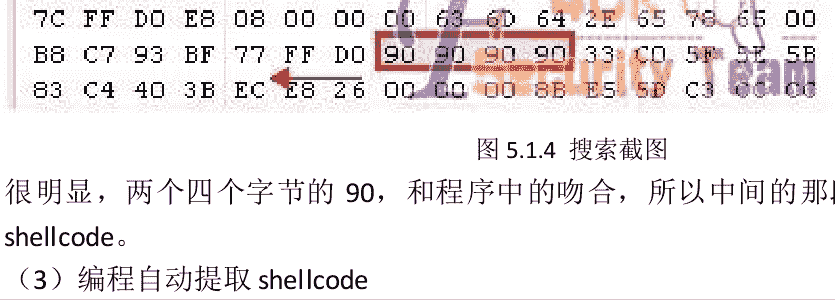 7C FF D0 E8 08 00 00 00 63 6D 64 2E 65 78 65 00
B8 C7 93 BF 77 FF D0 90 90 90 90 33 C0 5F 5E 5B
83 C4 40 3B EC E8 26 00 00 00 8B E5 5D C3 CC CC
Security Team
图 5.1.4 搜索截图
很明显，两个四个字节的 90，和程序中的吻合，所以中间的那
shellcode。
（3）编程自动提取 shellcode